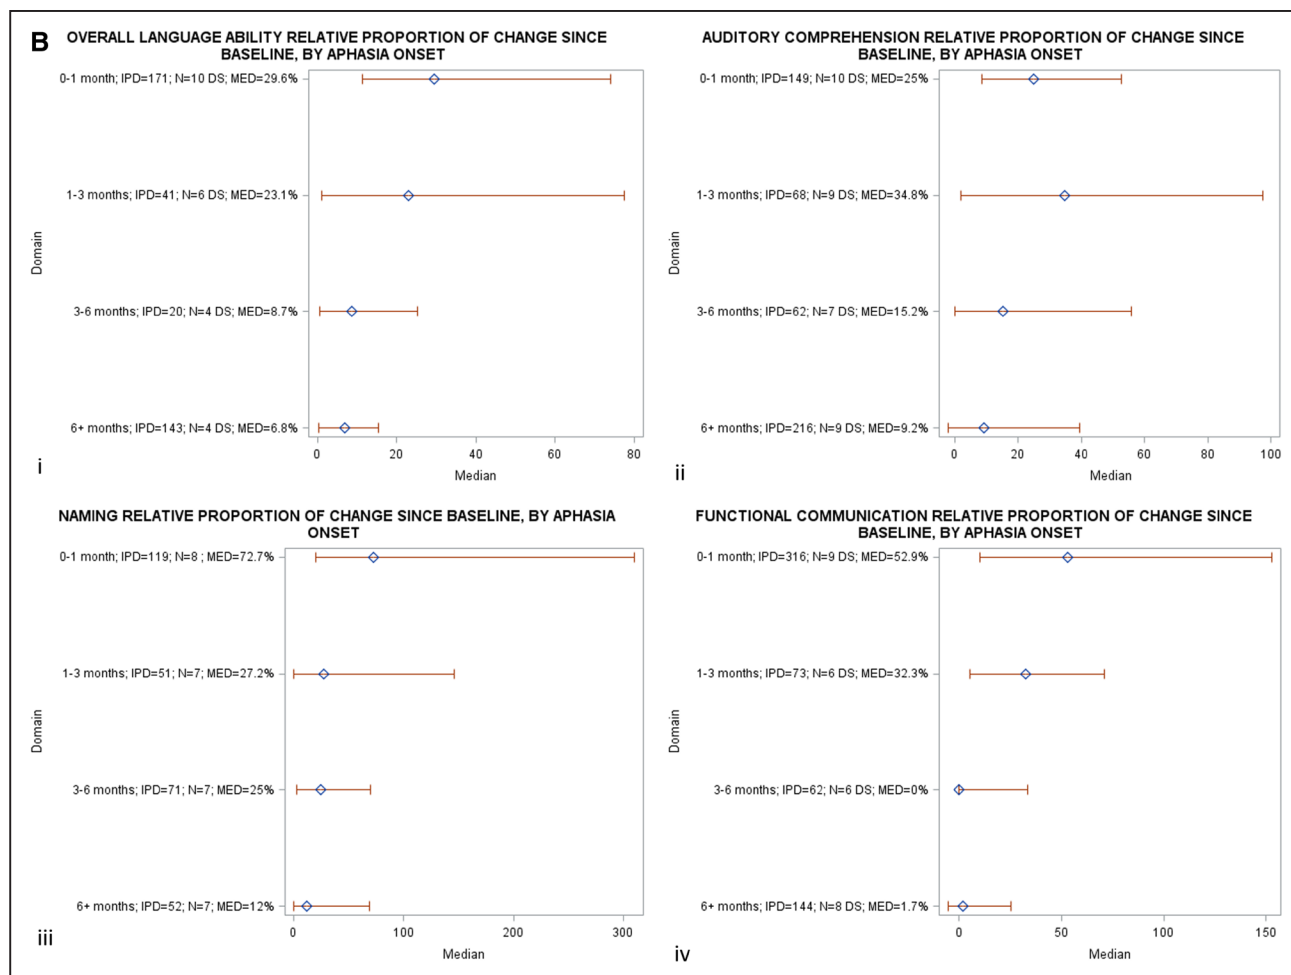 B
OVERALL LANGUAGE ABILITY RELATIVE PROPORTION OF CHANGE SINCE
BASELINE, BY APHASIA ONSET
0-1 month; IPD=171; N=10 DS; MED=29.6%
1-3 months; IPD=41; N=6 DS; MED=23.1%
Domain
3-6 months; IPD=20; N=4 DS; MED=8.7%
6+ months; IPD=143; N=4 DS; MED=6.8%
0 20 40 60 80
Median
i
AUDITORY COMPREHENSION RELATIVE PROPORTION OF CHANGE SINCE
BASELINE, BY APHASIA ONSET
0-1 month; IPD=149; N=10 DS; MED=25%
1-3 months; IPD=68; N=9 DS; MED=34.8%
Domain
3-6 months; IPD=62; N=7 DS; MED=15.2%
6+ months; IPD=216; N=9 DS; MED=9.2%
0 20 40 60 80 100
Median
ii
NAMING RELATIVE PROPORTION OF CHANGE SINCE BASELINE, BY APHASIA
ONSET
0-1 month; IPD=119; N=8 ; MED=72.7%
1-3 months; IPD=51; N=7; MED=27.2%
Domain
3-6 months; IPD=71; N=7; MED=25%
6+ months; IPD=52; N=7; MED=12%
0 100 200 300
Median
iii
FUNCTIONAL COMMUNICATION RELATIVE PROPORTION OF CHANGE SINCE
BASELINE, BY APHASIA ONSET
0-1 month; IPD=316; N=9 DS; MED=52.9%
1-3 months; IPD=73; N=6 DS; MED=32.3%
Domain
3-6 months; IPD=62; N=6 DS; MED=0%
6+ months; IPD=144; N=8 DS; MED=1.7%
0 50 100 150
Median
iv